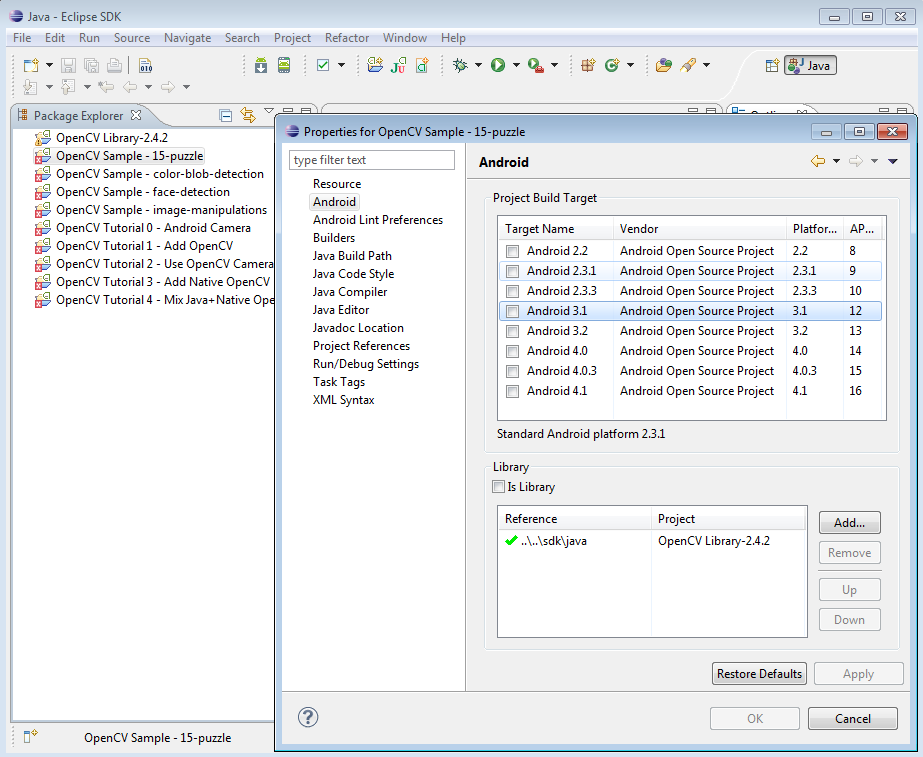 Java - Eclipse SDK
File Edit Run Source Navigate Search Project Refactor Window Help
Java
Package Explorer
OpenCV Library-2.4.2
OpenCV Sample - 15-puzzle
OpenCV Sample - color-blob-detection
OpenCV Sample - face-detection
OpenCV Sample - image-manipulations
OpenCV Tutorial 0 - Android Camera
OpenCV Tutorial 1 - Add OpenCV
OpenCV Tutorial 2 - Use OpenCV Camera
OpenCV Tutorial 3 - Add Native OpenCV
OpenCV Tutorial 4 - Mix Java+Native Ope
Properties for OpenCV Sample - 15-puzzle
type filter text
Resource
Android
Android Lint Preferences
Builders
Java Build Path
Java Code Style
Java Compiler
Java Editor
Javadoc Location
Project References
Run/Debug Settings
Task Tags
XML Syntax
Android
Project Build Target
Target Name Vendor Platfor... AP...
Android 2.2 Android Open Source Project 2.2 8
Android 2.3.1 Android Open Source Project 2.3.1 9
Android 2.3.3 Android Open Source Project 2.3.3 10
Android 3.1 Android Open Source Project 3.1 12
Android 3.2 Android Open Source Project 3.2 13
Android 4.0 Android Open Source Project 4.0 14
Android 4.0.3 Android Open Source Project 4.0.3 15
Android 4.1 Android Open Source Project 4.1 16
Standard Android platform 2.3.1
Library
Is Library
Reference Project
..\..\sdk\java OpenCV Library-2.4.2
Add...
Remove
Up
Down
Restore Defaults Apply
OK Cancel
OpenCV Sample - 15-puzzle